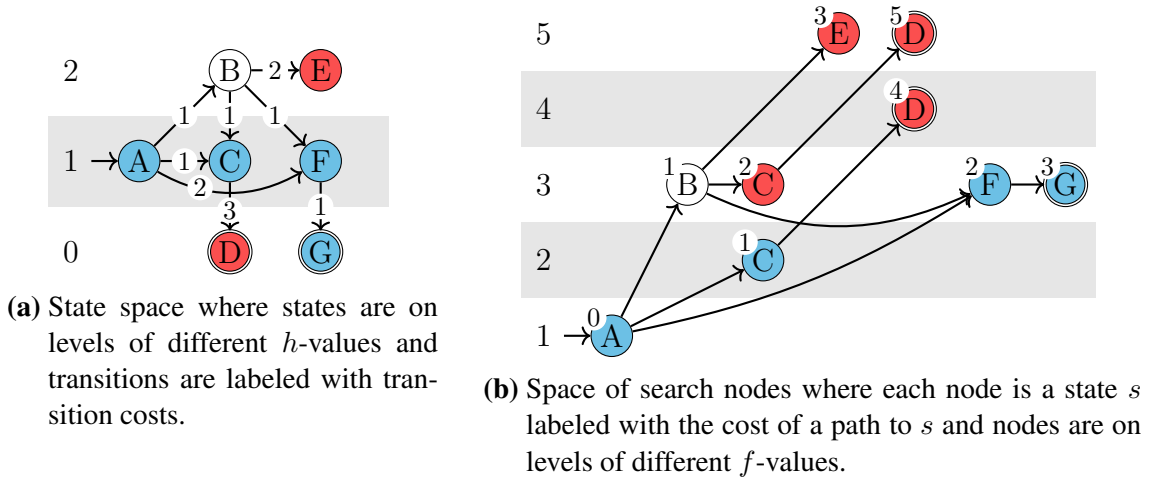 2
B
2
E
1
1
1
1
A
1
C
F
2
3
1
0
D
G
(a) State space where states are on
levels of different h-values and
transitions are labeled with tran-
sition costs.
5
3
E
5
D
4
4
D
3
1
B
2
C
2
F
3
G
2
1
C
1
0
A
(b) Space of search nodes where each node is a state s
labeled with the cost of a path to s and nodes are on
levels of different f-values.